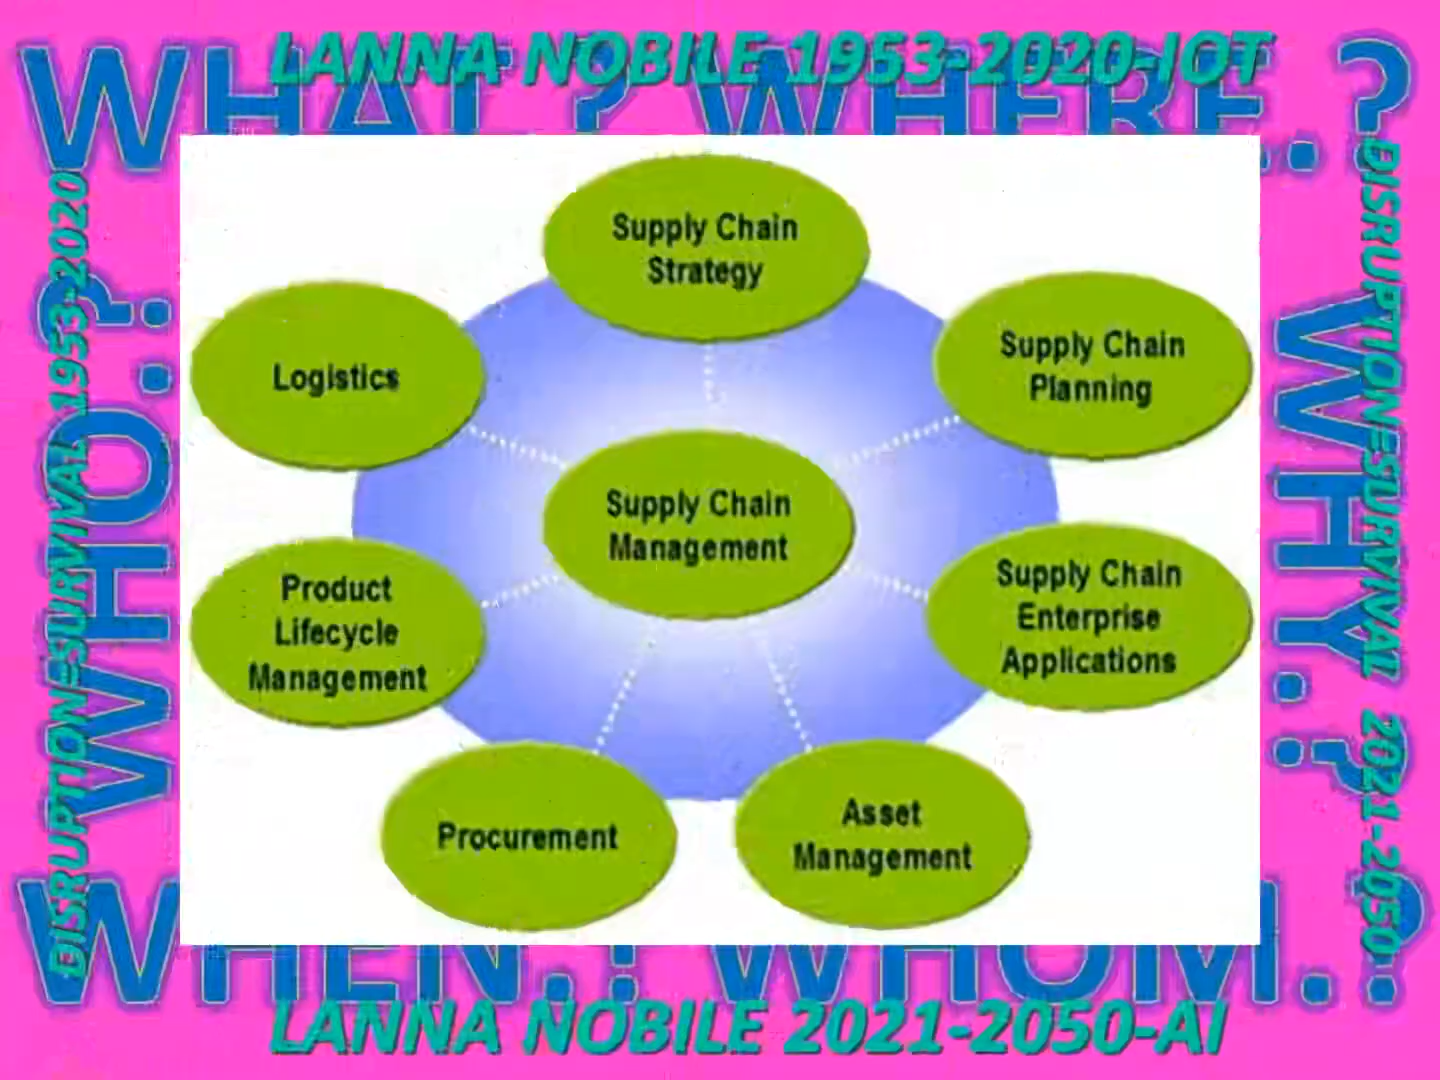 LANNA NOBILE 1953-2020-IOT
WHAT ? WHERE. ?
Supply Chain
Strategy
Supply Chain
Planning
Logistics
Supply Chain
Management
Supply Chain
Enterprise
Applications
Product
Lifecycle
Management
Procurement
Asset
Management
WHO.?
DISRUPTION=SURVIVAL 1953-2020
WHY.?
DISRUPTION=SURVIVAL 2021-2050
WHEN.? WHOM. ?
LANNA NOBILE 2021-2050-AI